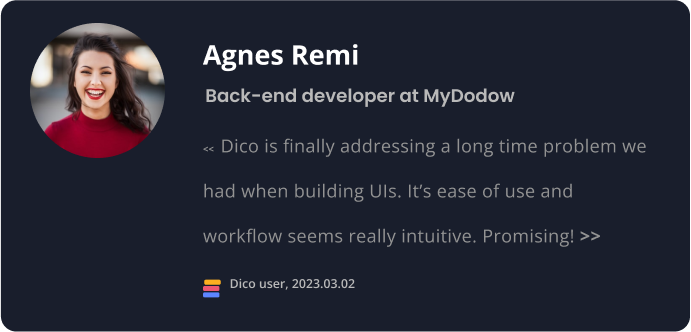 Agnes Remi
Back-end developer at MyDodow
<< Dico is finally addressing a long time problem we
had when building UIs. It’s ease of use and
workflow seems really intuitive. Promising! >>
Dico user, 2023.03.02